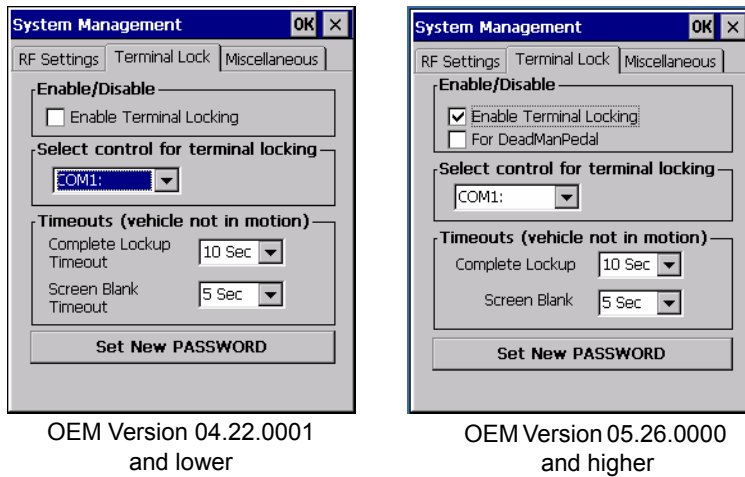 System Management OK ×
RF Settings Terminal Lock Miscellaneous
Enable/Disable
Enable Terminal Locking
Select control for terminal locking
COM1:
Timeouts (vehicle not in motion)
Complete Lockup Timeout 10 Sec
Screen Blank Timeout 5 Sec
Set New PASSWORD
OEM Version 04.22.0001
and lower
System Management OK ×
RF Settings Terminal Lock Miscellaneous
Enable/Disable
Enable Terminal Locking
For DeadManPedal
Select control for terminal locking
COM1:
Timeouts (vehicle not in motion)
Complete Lockup 10 Sec
Screen Blank 5 Sec
Set New PASSWORD
OEM Version 05.26.0000
and higher